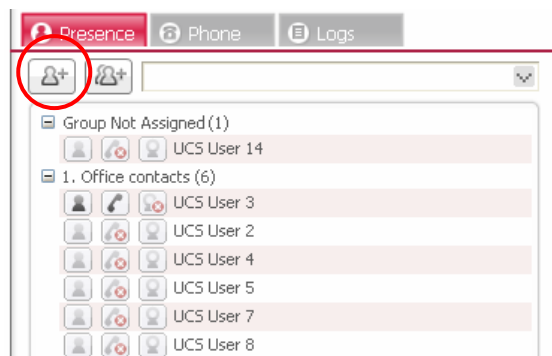 Presence Phone Logs
Group Not Assigned (1)
UCS User 14
1. Office contacts (6)
UCS User 3
UCS User 2
UCS User 4
UCS User 5
UCS User 7
UCS User 8